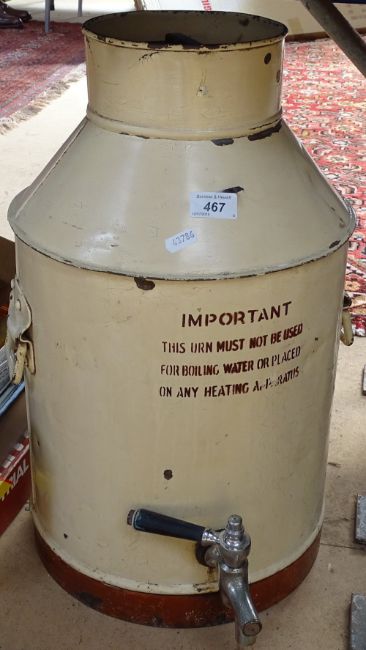 467
43786
IMPORTANT
THIS URN MUST NOT BE USED
FOR BOILING WATER OR PLACED
ON ANY HEATING APPARATUS